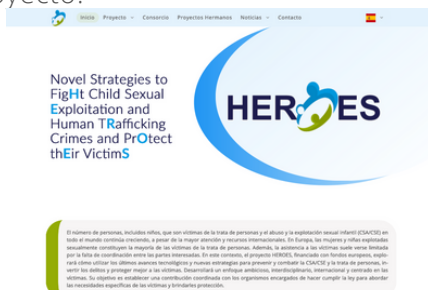 oyecto.
Inicio Proyecto Consorcio Proyectos Hermanos Noticias Contacto
Novel Strategies to
FigHt Child Sexual
Exploitation and
Human TRafficking
Crimes and PrOtect
thEir VictimS
HEROES
El número de personas, incluidos niños, que son víctimas de la trata de personas y el abuso y la explotación sexual infantil (CSA/CSE) en
todo el mundo continúa creciendo, a pesar de la mayor atención y recursos internacionales. En Europa, las mujeres y niñas explotadas
sexualmente constituyen la mayoría de las víctimas de la trata de personas. Además, la asistencia a las víctimas suele verse limitada
por la falta de coordinación entre las partes interesadas. En este contexto, el proyecto HEROES, financiado con fondos europeos, explo-
rará cómo utilizar los últimos avances tecnológicos y nuevas estrategias para prevenir y combatir la CSA/CSE y la trata de personas, in-
vertir los delitos y proteger mejor a las víctimas. Desarrollará un enfoque ambicioso, interdisciplinario, internacional y centrado en las
víctimas. Su objetivo es establecer una contribución coordinada con los organismos encargados de hacer cumplir la ley para abordar
las necesidades específicas de las víctimas y brindarles protección.